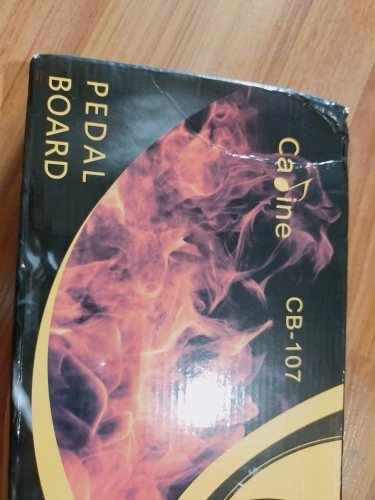 Caline
CB-107
PEDAL
BOARD